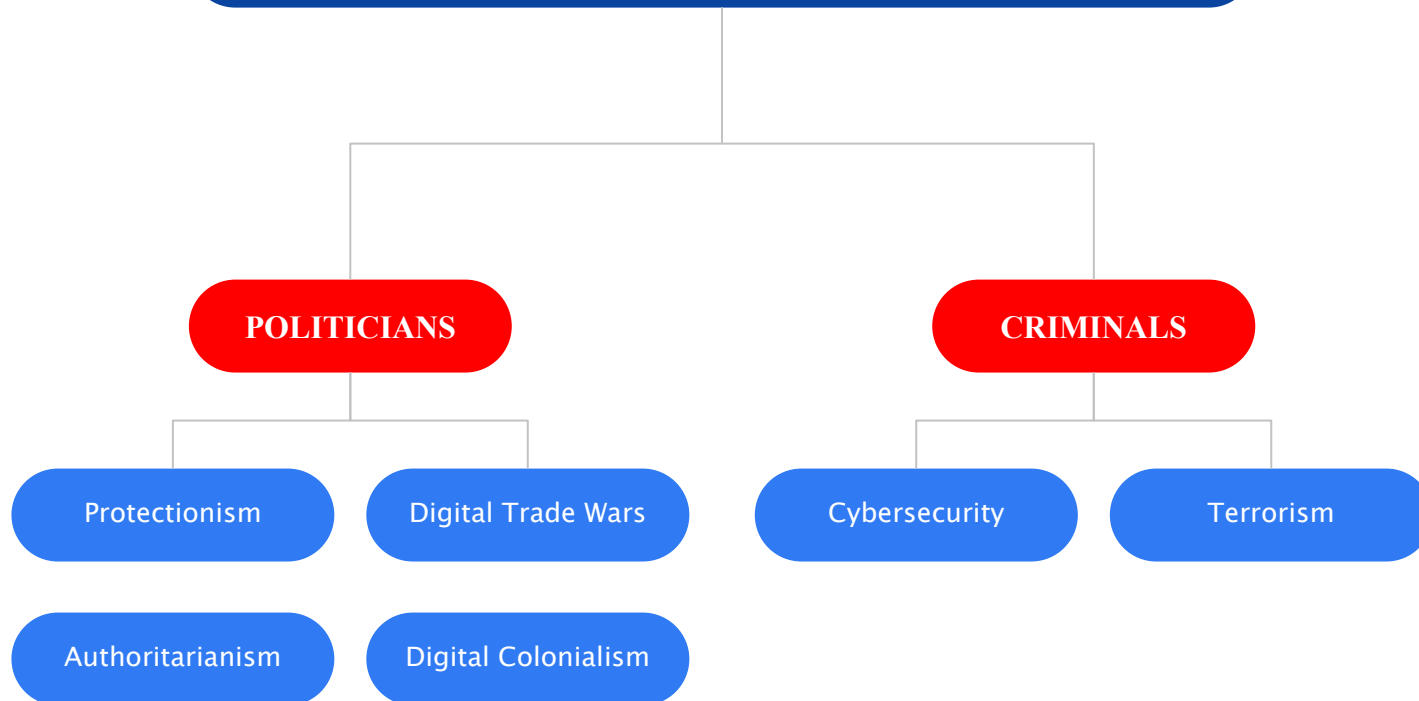 POLITICIANS
CRIMINALS
Protectionism
Digital Trade Wars
Cybersecurity
Terrorism
Authoritarianism
Digital Colonialism